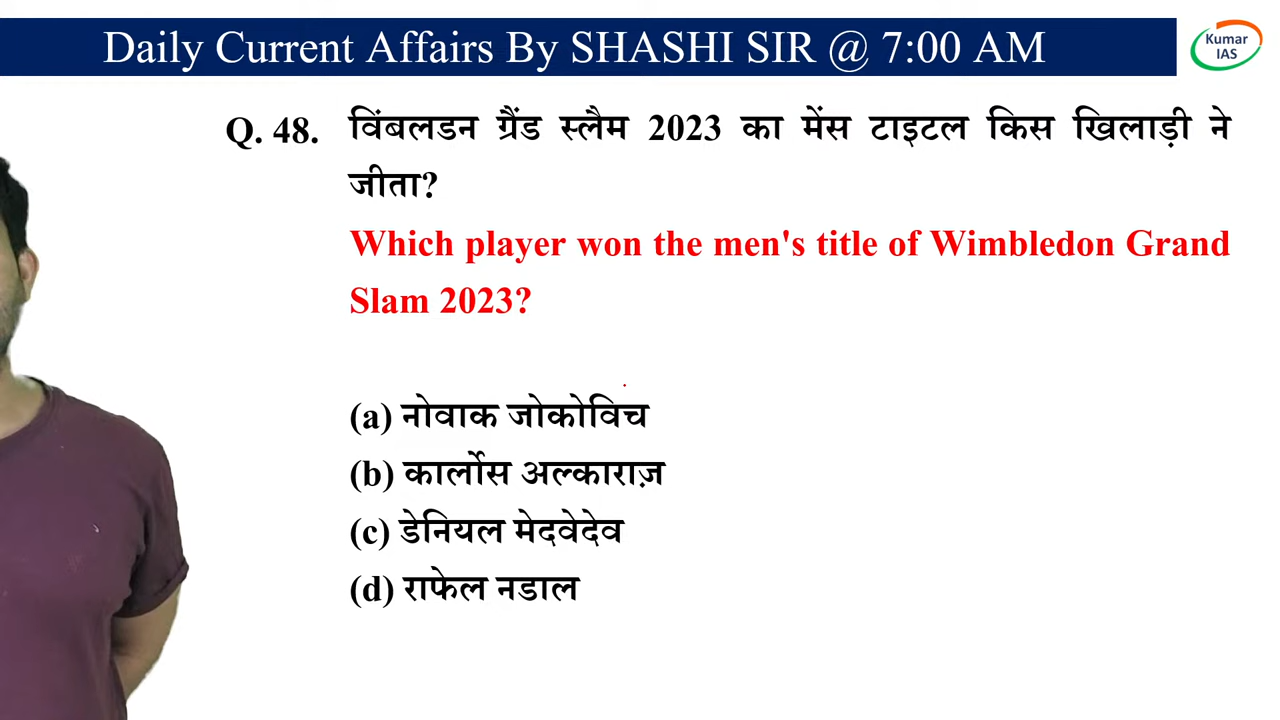 Daily Current Affairs By SHASHI SIR @ 7:00 AM
Kumar
IAS
Q. 48. विंबलडन ग्रैंड स्लैम 2023 का मेंस टाइटल किस खिलाड़ी ने
जीता?
Which player won the men's title of Wimbledon Grand
Slam 2023?
(a) नोवाक जोकोविच
(b) कार्लोस अल्काराज़
(c) डेनियल मेदवेदेव
(d) राफेल नडाल